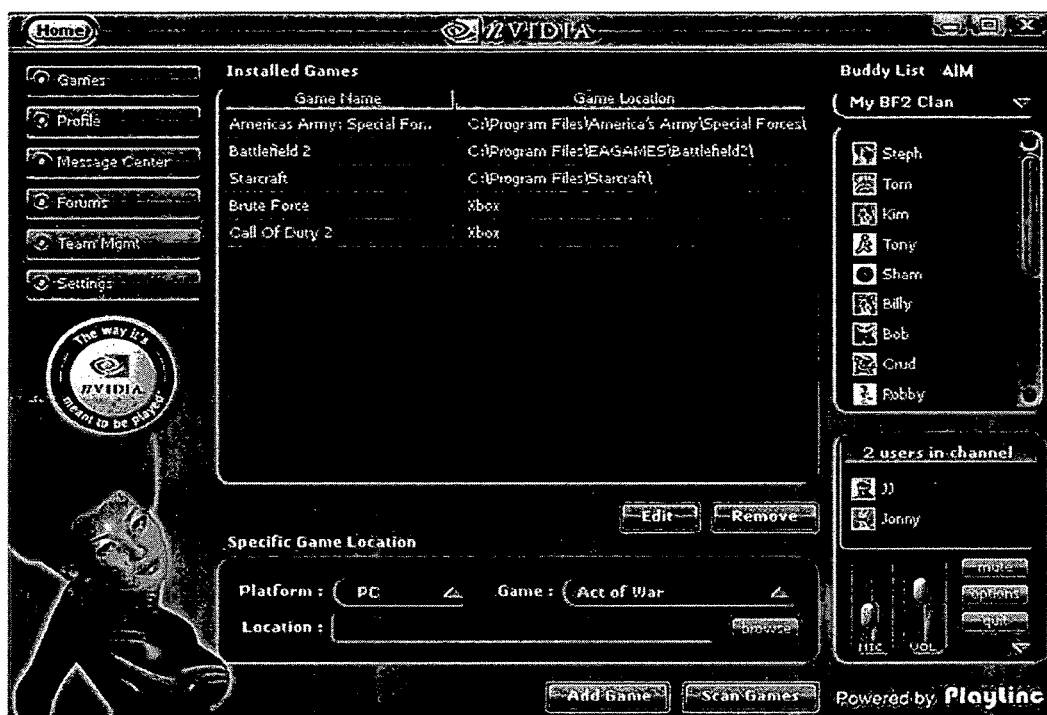 Home
NVIDIA
Games
Profile
Message Center
Forums
Team Mgmt
Settings
The way it's
NVIDIA
meant to be played
Installed Games
Game Name Game Location
Americas Army: Special For.. C:\Program Files\America's Army\Special Forces\
Battlefield 2 C:\Program Files\EAGAMES\Battlefield2\
Starcraft C:\Program Files\Starcraft\
Brute Force Xbox
Call Of Duty 2 Xbox
Edit Remove
Specific Game Location
Platform : PC Game : Act of War
Location : browse
Add Game Scan Games
Buddy List AIM
My BF2 Clan
Steph
Tom
Kim
Tony
Sham
Billy
Bob
Crud
Robby
2 users in channel
JJ
Jonny
mute
options
quit
MIC VOL
Powered by PlayLinc